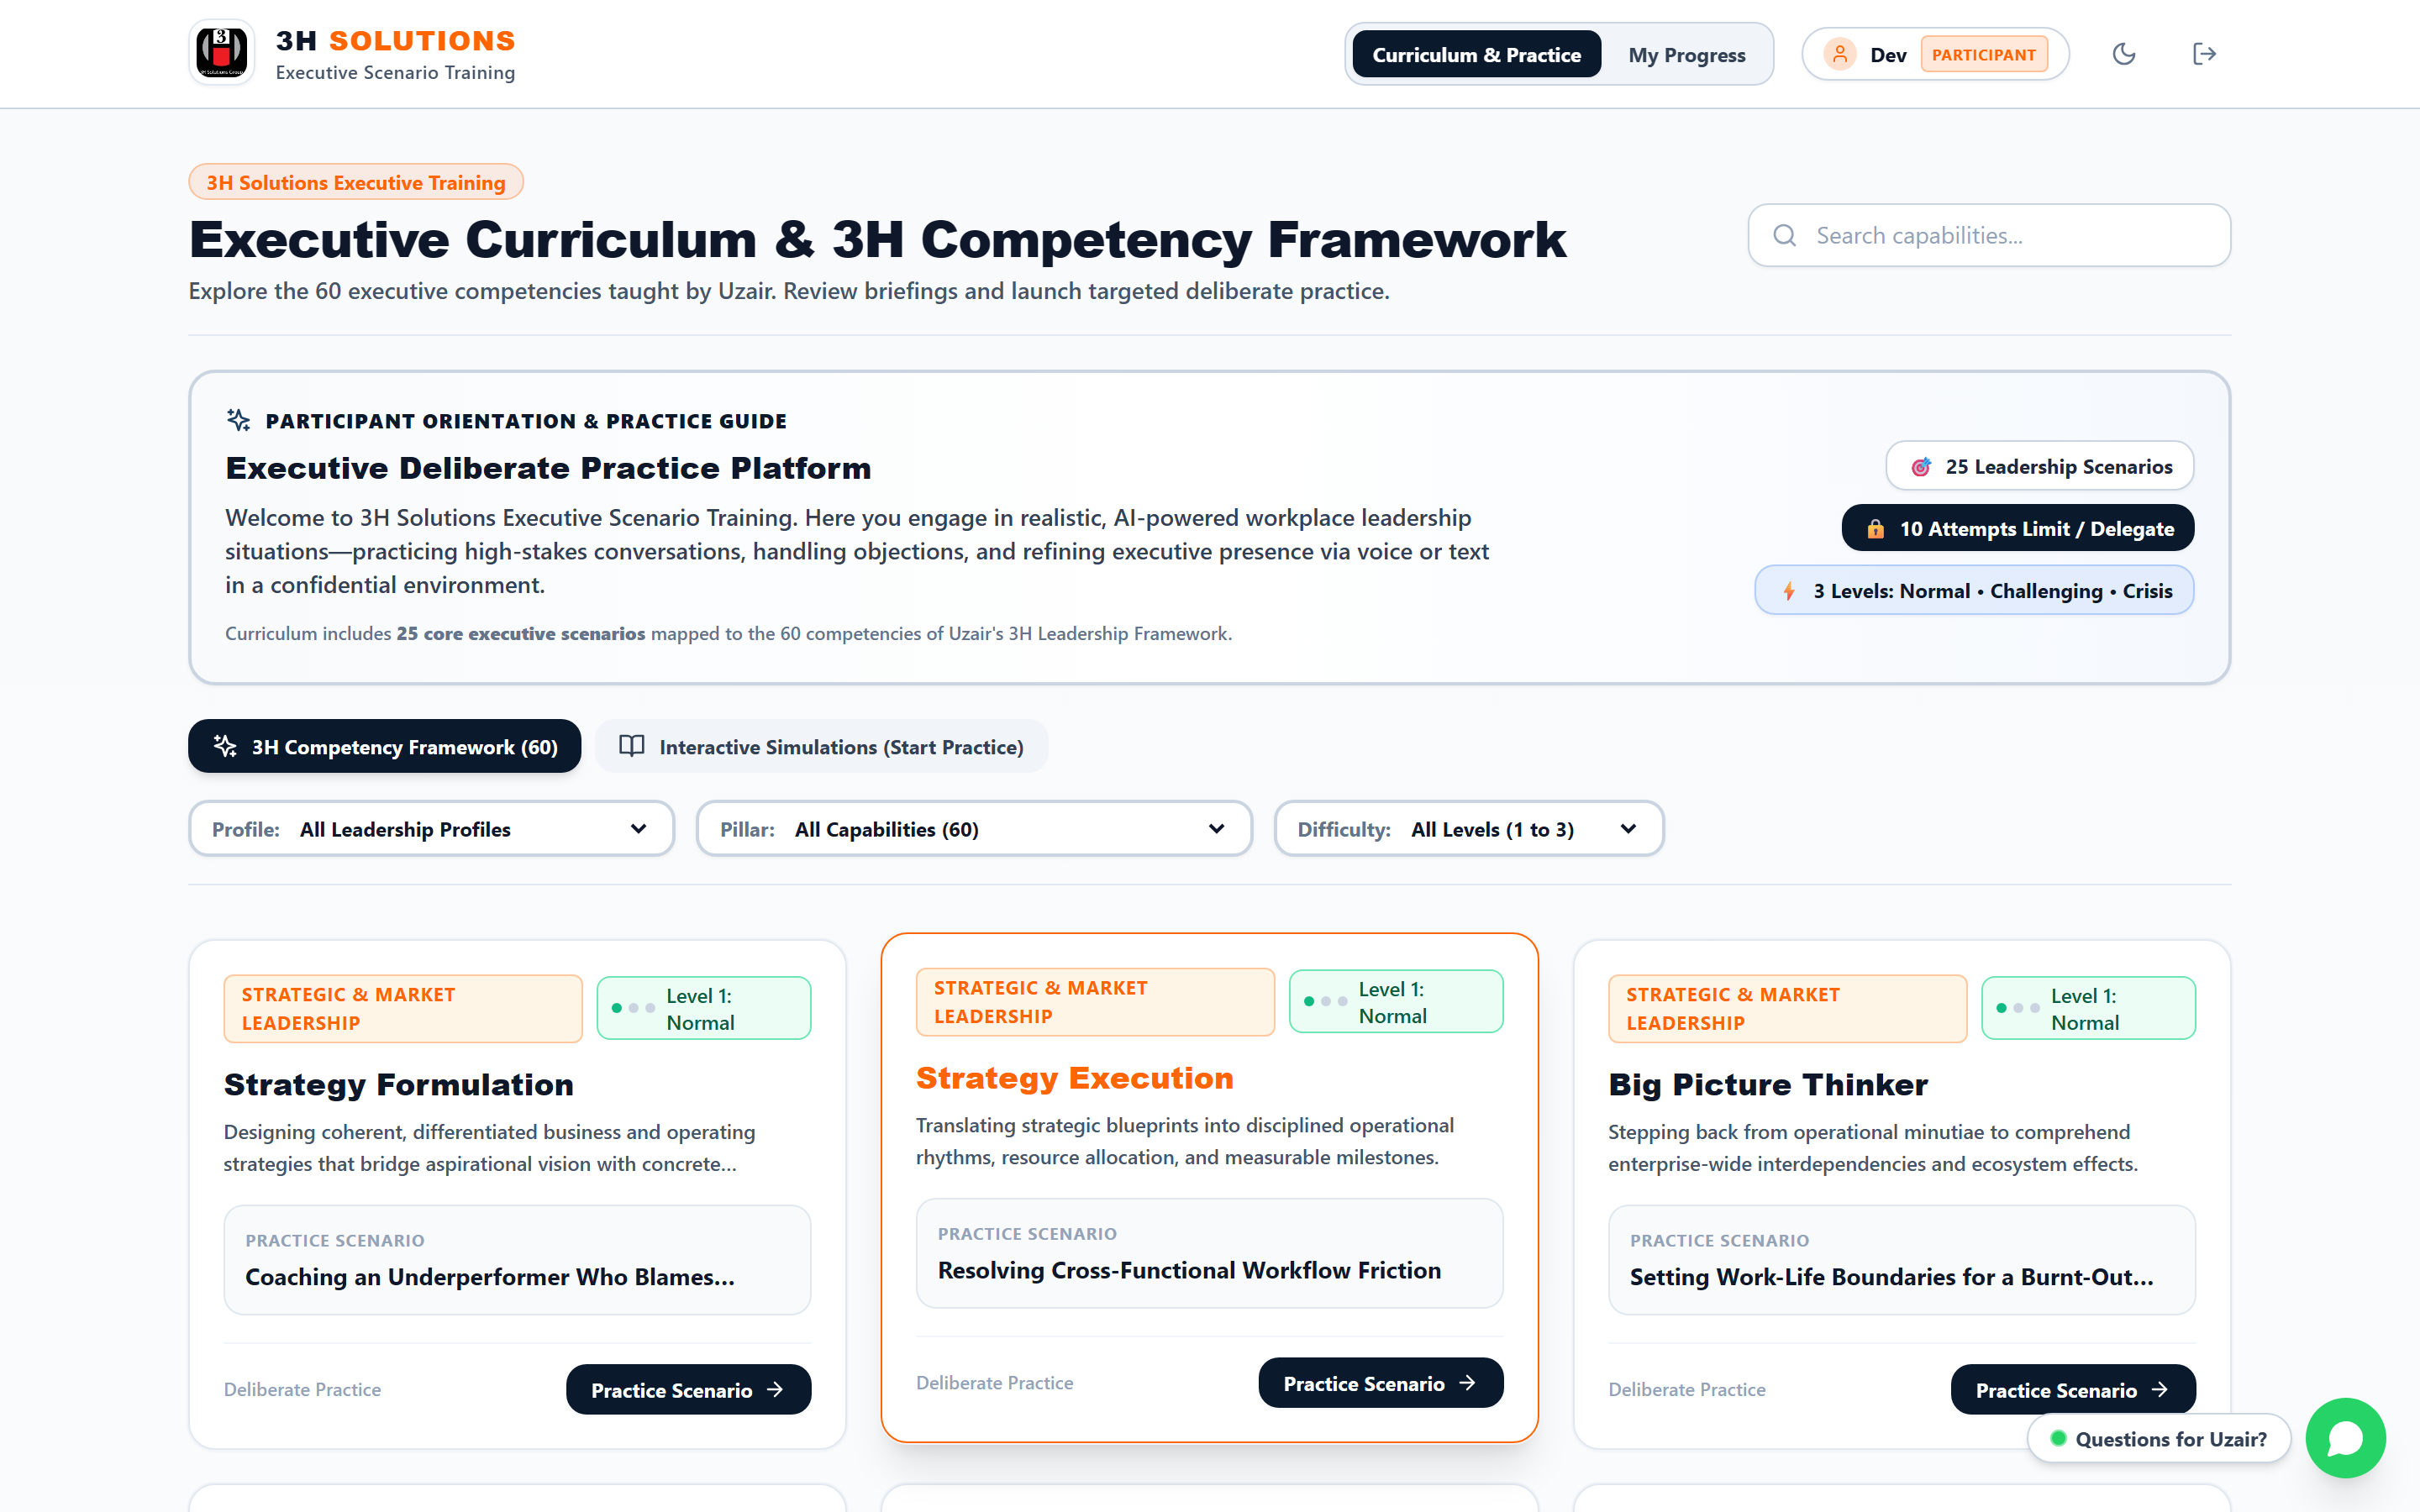 3H SOLUTIONS
Executive Scenario Training
Curriculum & Practice
My Progress
Dev
PARTICIPANT
3H Solutions Executive Training
Executive Curriculum & 3H Competency Framework
Explore the 60 executive competencies taught by Uzair. Review briefings and launch targeted deliberate practice.
Search capabilities...
PARTICIPANT ORIENTATION & PRACTICE GUIDE
Executive Deliberate Practice Platform
Welcome to 3H Solutions Executive Scenario Training. Here you engage in realistic, AI-powered workplace leadership
situations—practicing high-stakes conversations, handling objections, and refining executive presence via voice or text
in a confidential environment.
Curriculum includes 25 core executive scenarios mapped to the 60 competencies of Uzair's 3H Leadership Framework.
25 Leadership Scenarios
10 Attempts Limit / Delegate
3 Levels: Normal • Challenging • Crisis
3H Competency Framework (60)
Interactive Simulations (Start Practice)
Profile: All Leadership Profiles
Pillar: All Capabilities (60)
Difficulty: All Levels (1 to 3)
STRATEGIC & MARKET
LEADERSHIP
Level 1:
Normal
Strategy Formulation
Designing coherent, differentiated business and operating
strategies that bridge aspirational vision with concrete...
PRACTICE SCENARIO
Coaching an Underperformer Who Blames...
Deliberate Practice
Practice Scenario
STRATEGIC & MARKET
LEADERSHIP
Level 1:
Normal
Strategy Execution
Translating strategic blueprints into disciplined operational
rhythms, resource allocation, and measurable milestones.
PRACTICE SCENARIO
Resolving Cross-Functional Workflow Friction
Deliberate Practice
Practice Scenario
STRATEGIC & MARKET
LEADERSHIP
Level 1:
Normal
Big Picture Thinker
Stepping back from operational minutiae to comprehend
enterprise-wide interdependencies and ecosystem effects.
PRACTICE SCENARIO
Setting Work-Life Boundaries for a Burnt-Out...
Deliberate Practice
Practice Scenario
Questions for Uzair?